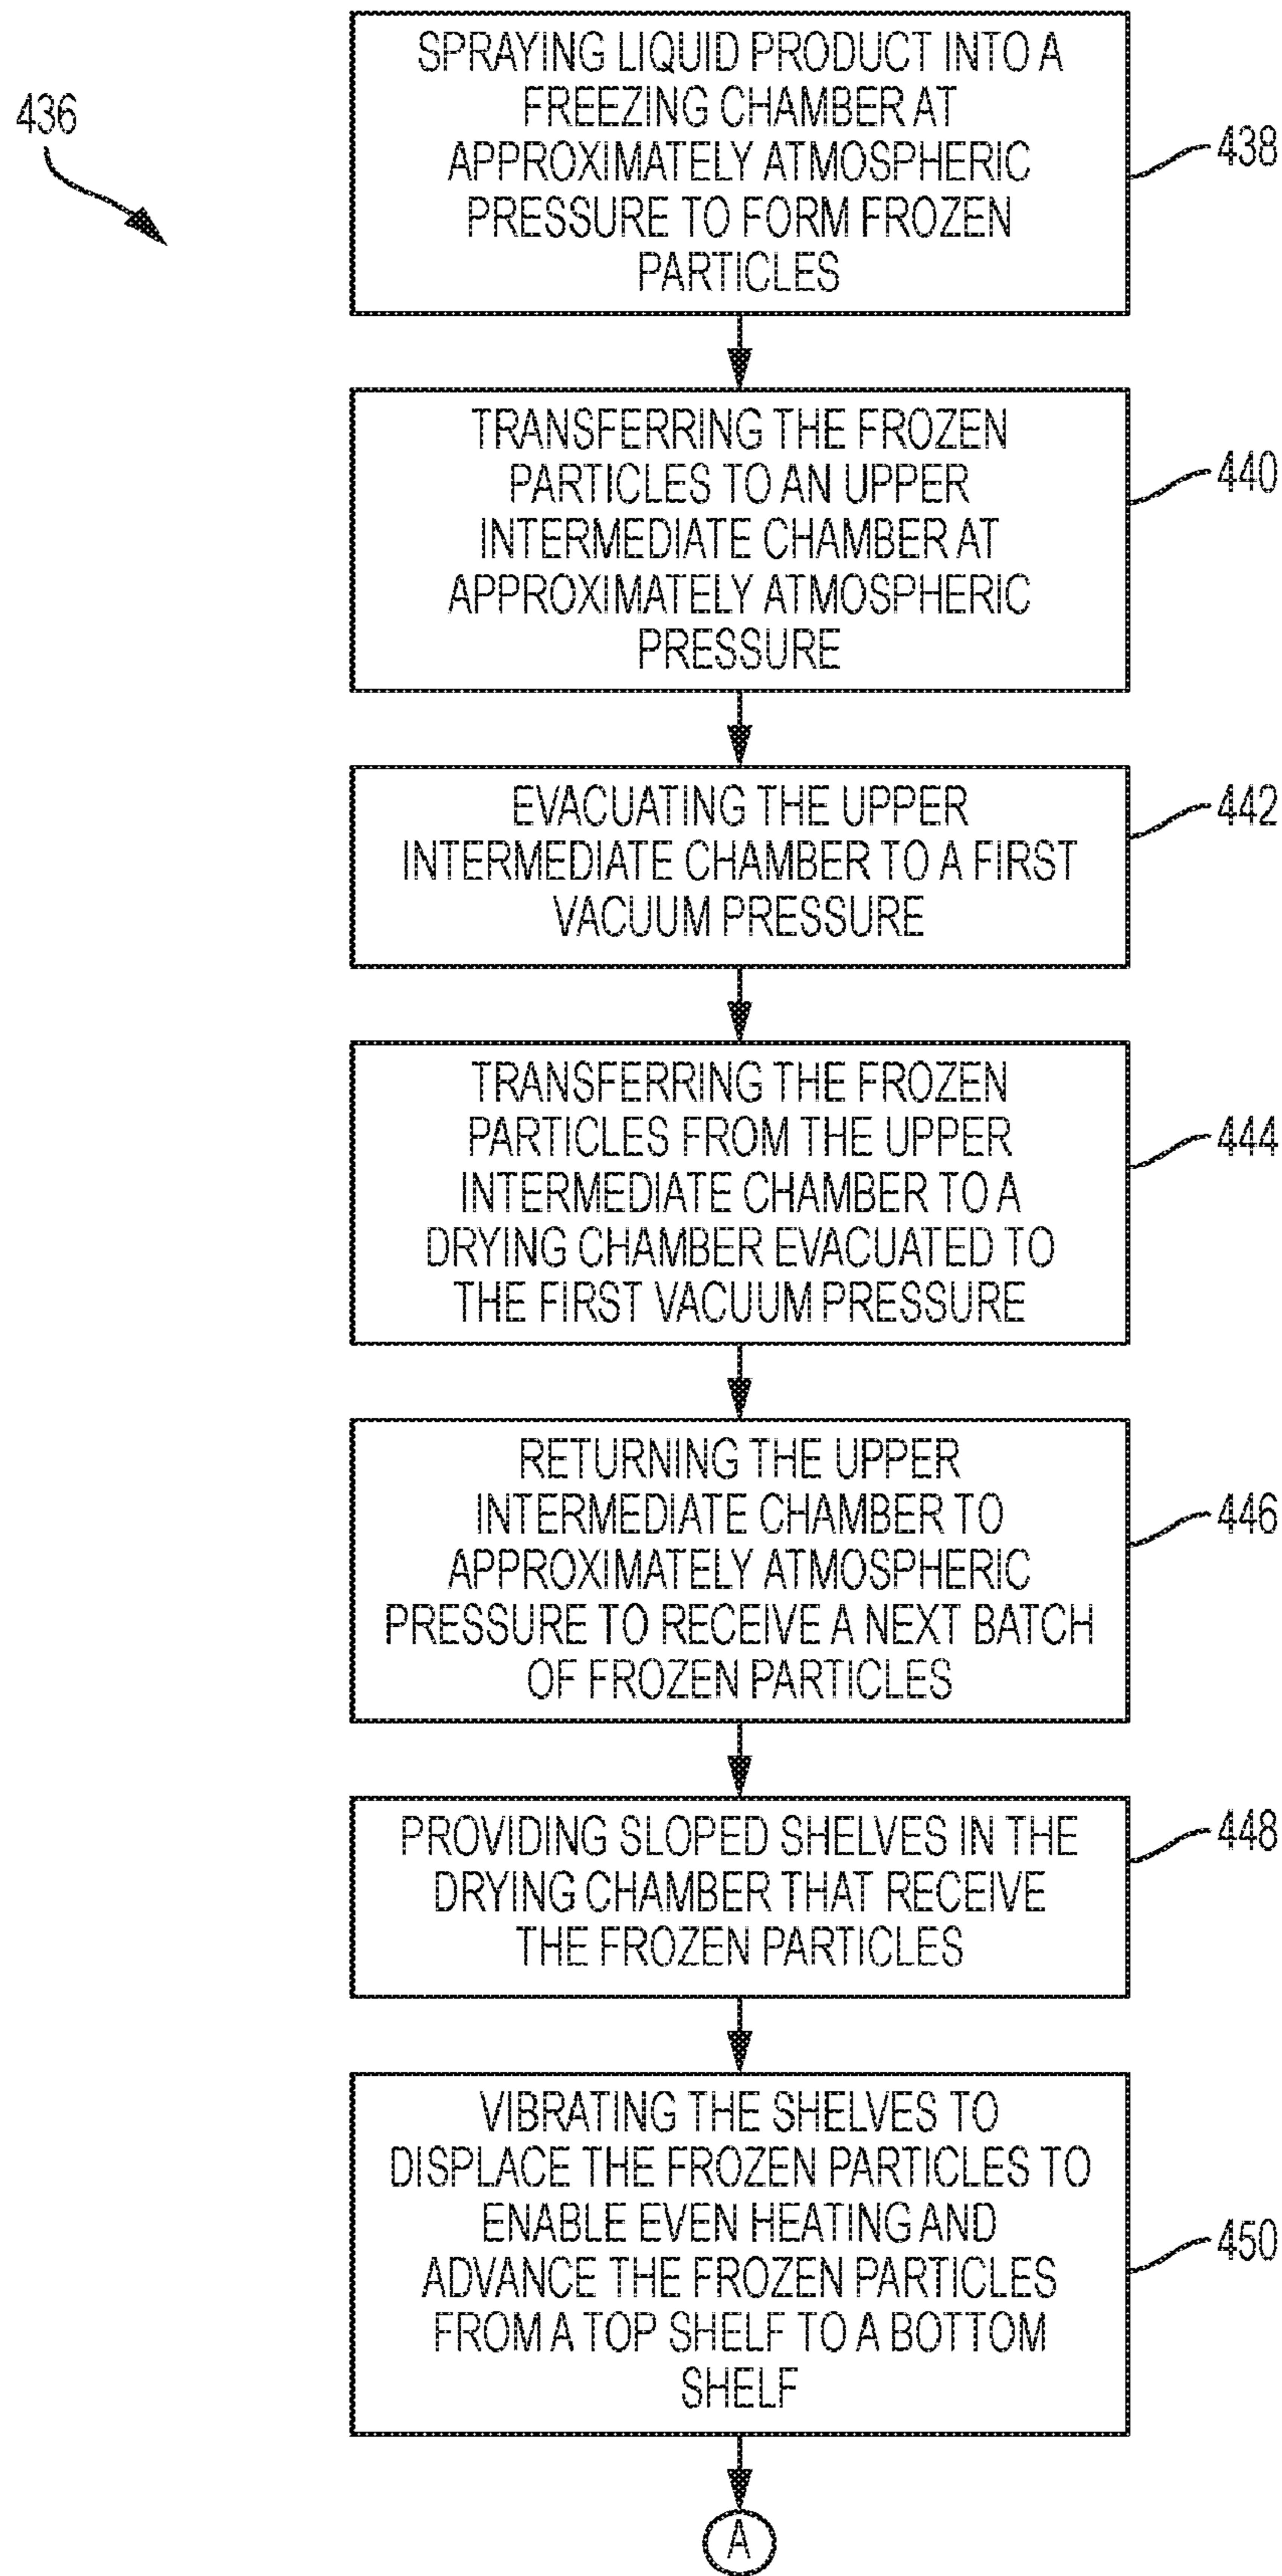 436
SPRAYING LIQUID PRODUCT INTO A
FREEZING CHAMBER AT
APPROXIMATELY ATMOSPHERIC
PRESSURE TO FORM FROZEN
PARTICLES
438
TRANSFERRING THE FROZEN
PARTICLES TO AN UPPER
INTERMEDIATE CHAMBER AT
APPROXIMATELY ATMOSPHERIC
PRESSURE
440
EVACUATING THE UPPER
INTERMEDIATE CHAMBER TO A FIRST
VACUUM PRESSURE
442
TRANSFERRING THE FROZEN
PARTICLES FROM THE UPPER
INTERMEDIATE CHAMBER TO A
DRYING CHAMBER EVACUATED TO
THE FIRST VACUUM PRESSURE
444
RETURNING THE UPPER
INTERMEDIATE CHAMBER TO
APPROXIMATELY ATMOSPHERIC
PRESSURE TO RECEIVE A NEXT BATCH
OF FROZEN PARTICLES
446
PROVIDING SLOPED SHELVES IN THE
DRYING CHAMBER THAT RECEIVE
THE FROZEN PARTICLES
448
VIBRATING THE SHELVES TO
DISPLACE THE FROZEN PARTICLES TO
ENABLE EVEN HEATING AND
ADVANCE THE FROZEN PARTICLES
FROM A TOP SHELF TO A BOTTOM
SHELF
450
A